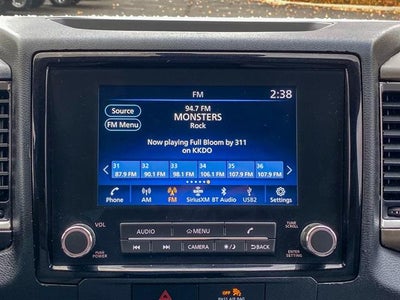 FM
2:38
Source
94.7 FM
MONSTERS
Rock
FM Menu
Now playing Full Bloom by 311
on KKDO
31 32 33 34 35 36
87.9 FM 90.1 FM 98.1 FM 106.1 FM 107.9 FM 107.9 FM
Phone AM FM SiriusXM BT Audio USB2 Settings
VOL
PUSH
POWER
AUDIO MENU
CAMERA BACK
TUNE
SCROLL
ENTER
SETTING
PASS AIR BAG